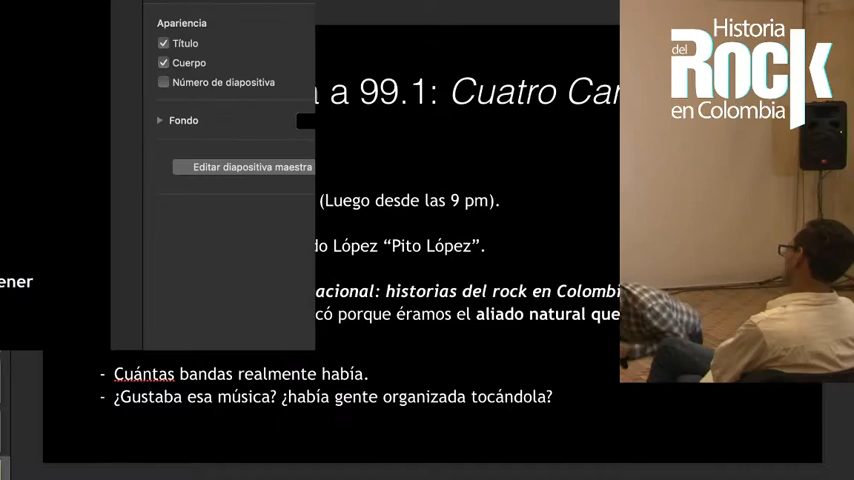 Apariencia
Título
Cuerpo
Número de diapositiva
Fondo
Editar diapositiva maestra
ener
a 99.1: Cuatro Ca
(Luego desde las 9 pm).
do López “Pito López”.
acional: historias del rock en Colombi
có porque éramos el aliado natural que
- Cuántas bandas realmente había.
- ¿Gustaba esa música? ¿había gente organizada tocándola?
Historia
del
Rock
en Colombia